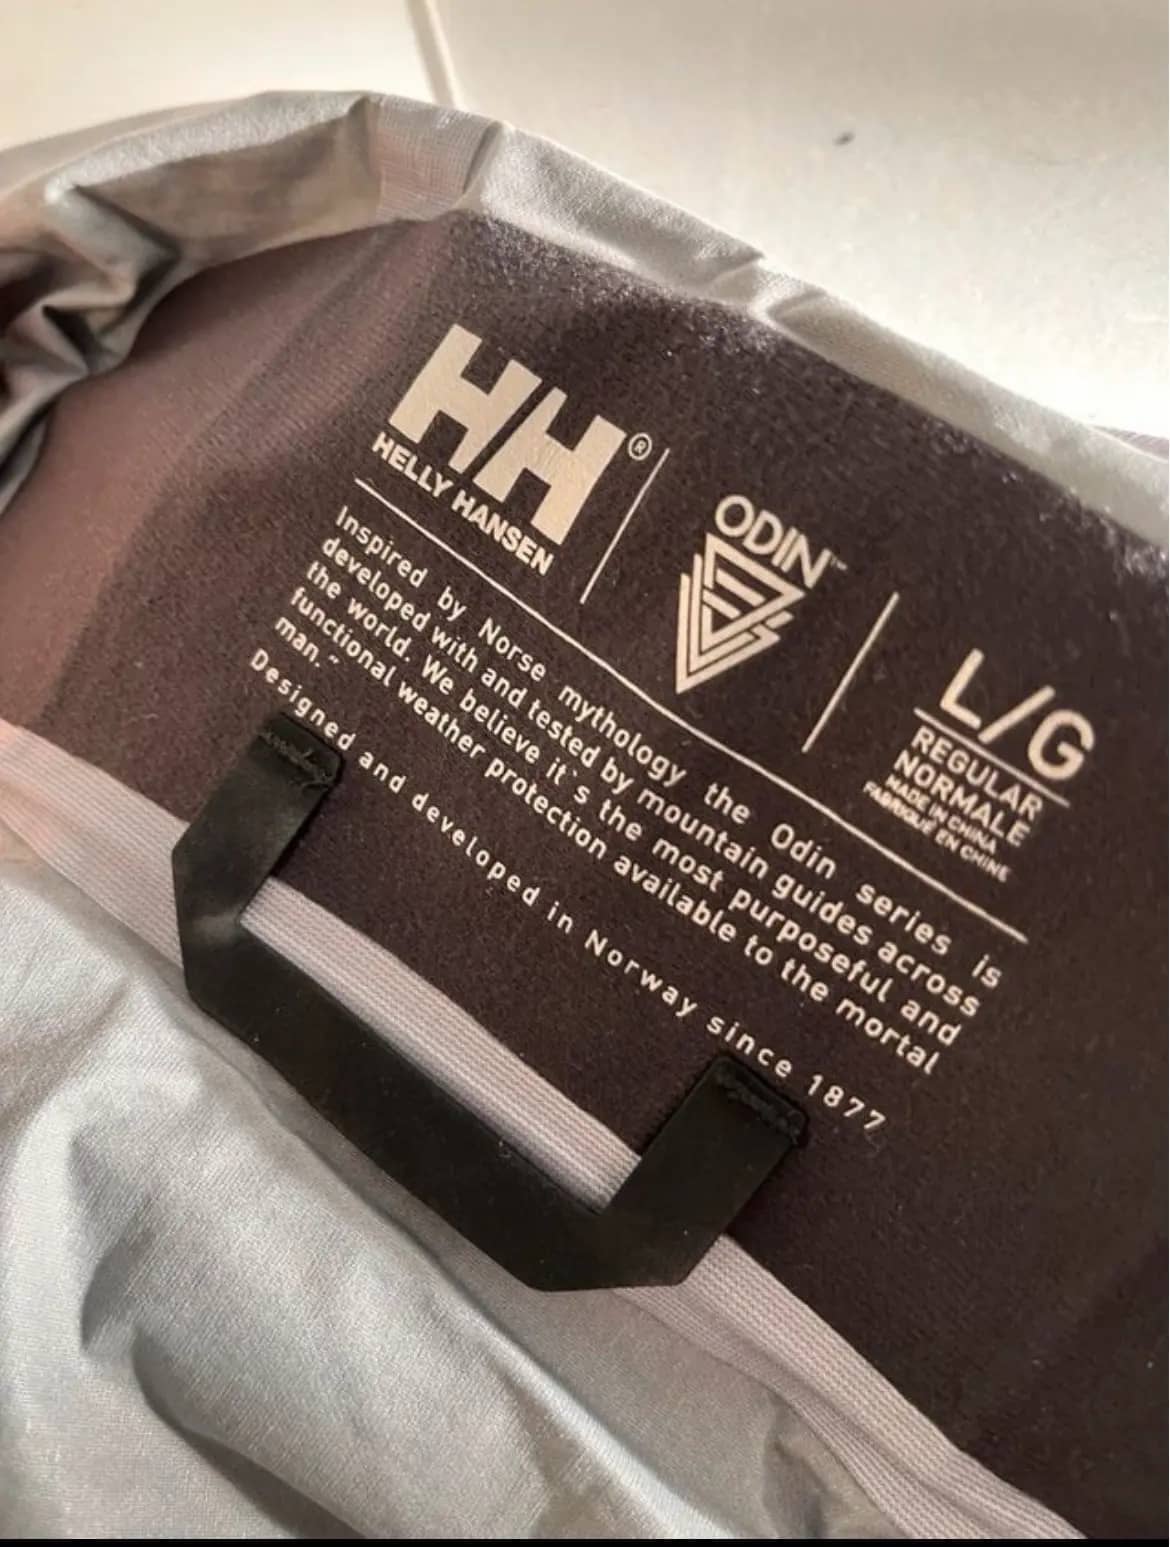 HH®
HELLY HANSEN
ODIN™
L/G
REGULAR
NORMALE
MADE IN CHINA
FABRIQUÉ EN CHINE
Inspired by Norse mythology the Odin series is
developed with and tested by mountain guides across
the world. We believe it`s the most purposeful and
functional weather protection available to the mortal
man.”
Designed and developed in Norway since 1877